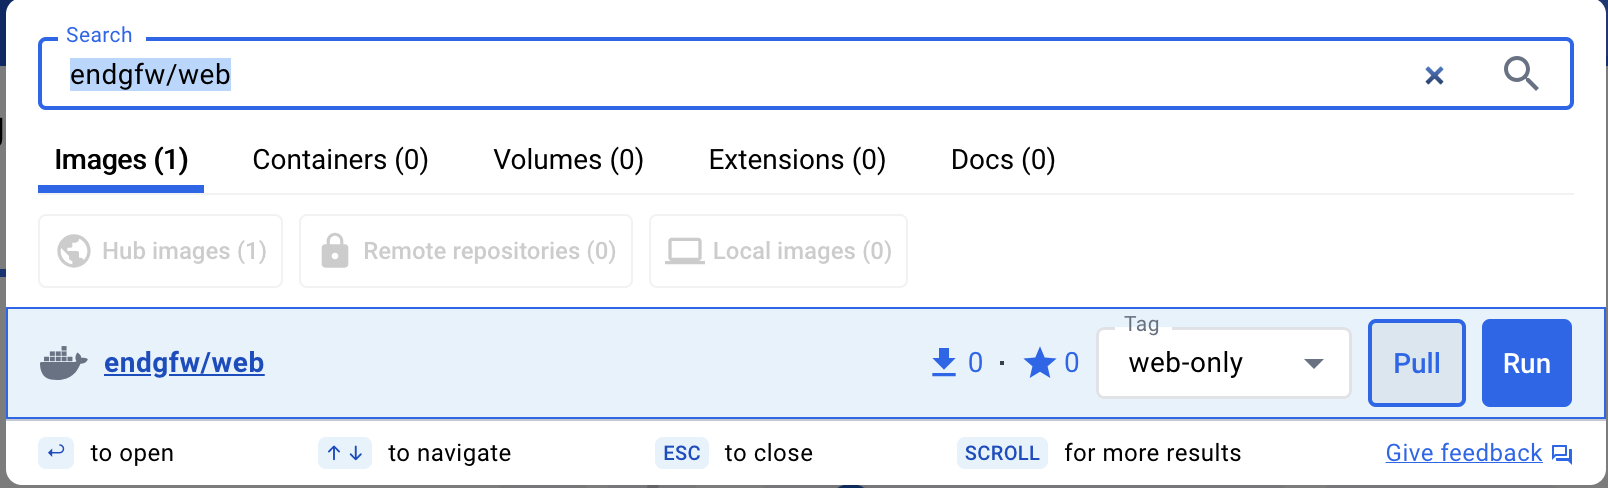 Search
endgfw/web
Images (1) Containers (0) Volumes (0) Extensions (0) Docs (0)
Hub images (1) Remote repositories (0) Local images (0)
endgfw/web 0 · 0 Tag web-only Pull Run
to open to navigate ESC to close SCROLL for more results Give feedback